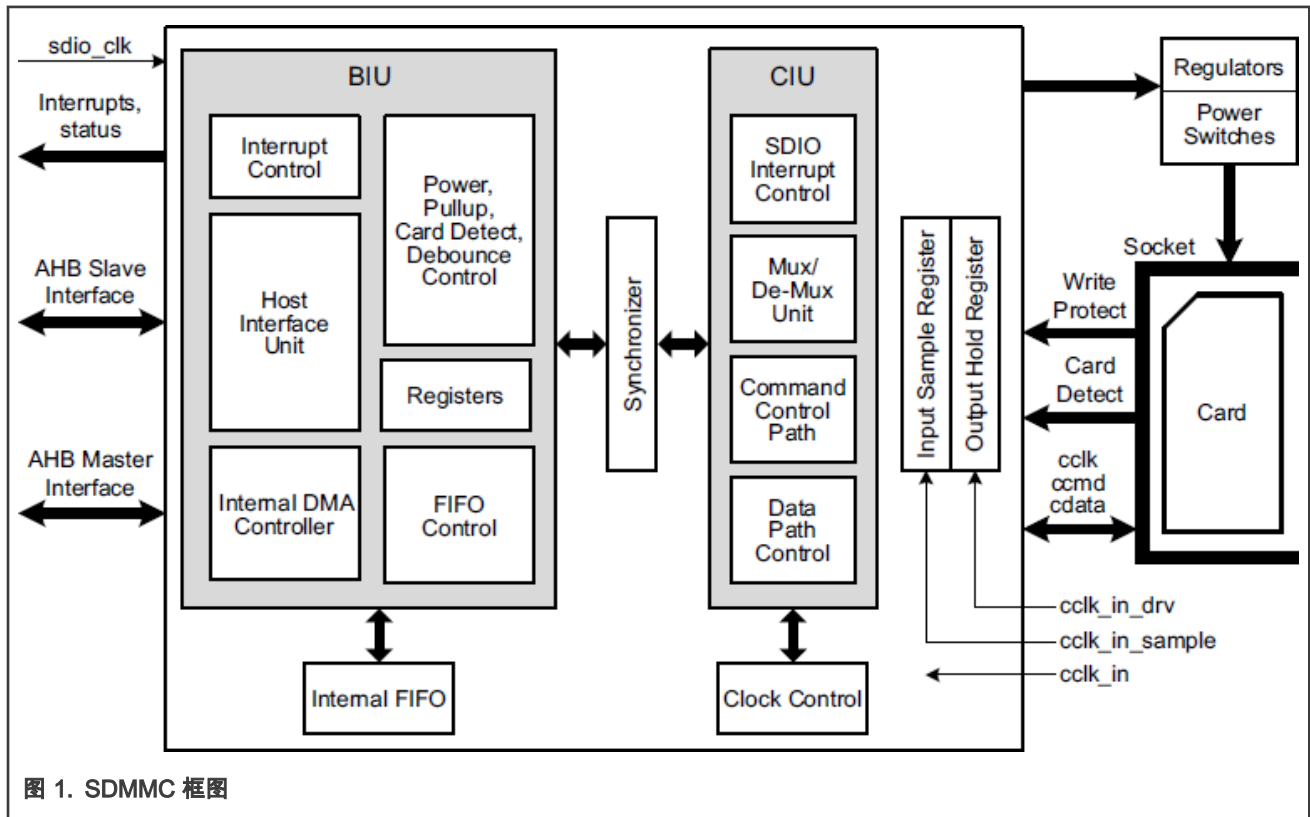 sdio_clk
Interrupts,
status
AHB Slave
Interface
AHB Master
Interface
BIU
Interrupt
Control
Host
Interface
Unit
Internal DMA
Controller
Power,
Pullup,
Card Detect,
Debounce
Control
Registers
FIFO
Control
Internal FIFO
Synchronizer
CIU
SDIO
Interrupt
Control
Mux/
De-Mux
Unit
Command
Control
Path
Data
Path
Control
Clock Control
Input Sample Register
Output Hold Register
Regulators
Power
Switches
Socket
Write
Protect
Card
Detect
cclk
ccmd
cdata
Card
cclk_in_drv
cclk_in_sample
cclk_in
图 1. SDMMC 框图